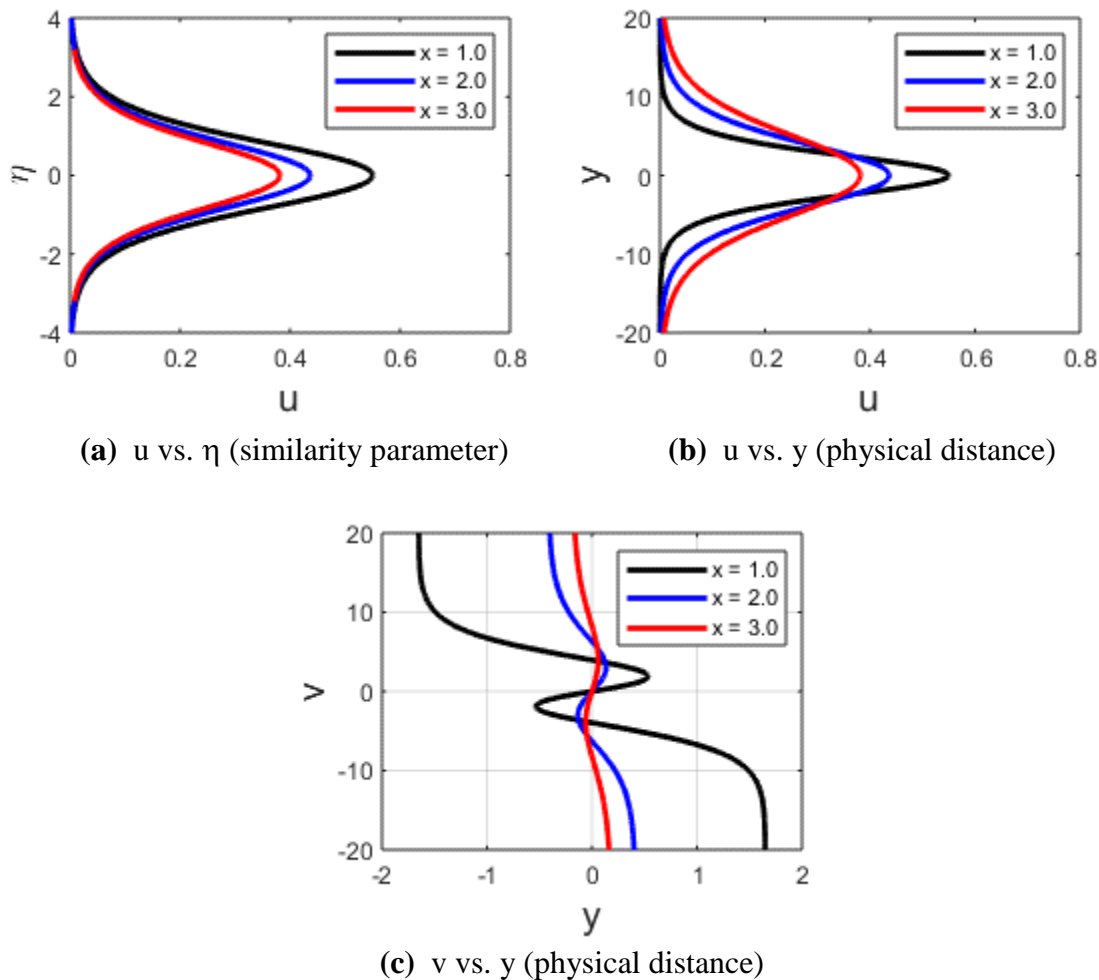 4
2
0
-2
-4
η
0
0.2
0.4
0.6
0.8
u
x = 1.0
x = 2.0
x = 3.0
(a) u vs. η (similarity parameter)
20
10
0
-10
-20
y
0
0.2
0.4
0.6
0.8
u
x = 1.0
x = 2.0
x = 3.0
(b) u vs. y (physical distance)
20
10
0
-10
-20
v
-2
-1
0
1
2
y
x = 1.0
x = 2.0
x = 3.0
(c) v vs. y (physical distance)